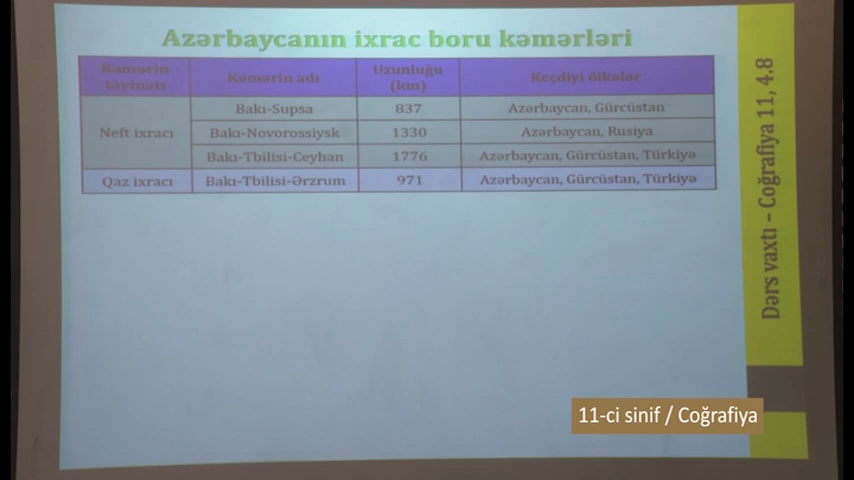 Azərbaycanın ixrac boru kəmərləri
Kəmərin təyinatı
Kəmərin adı
Uzunluğu (km)
Keçdiyi ölkələr
Neft ixracı
Bakı-Supsa
837
Azərbaycan, Gürcüstan
Bakı-Novorossiysk
1330
Azərbaycan, Rusiya
Bakı-Tbilisi-Ceyhan
1776
Azərbaycan, Gürcüstan, Türkiyə
Qaz ixracı
Bakı-Tbilisi-Ərzrum
971
Azərbaycan, Gürcüstan, Türkiyə
Dərs vaxtı – Coğrafiya 11, 4.8
11-ci sinif / Coğrafiya